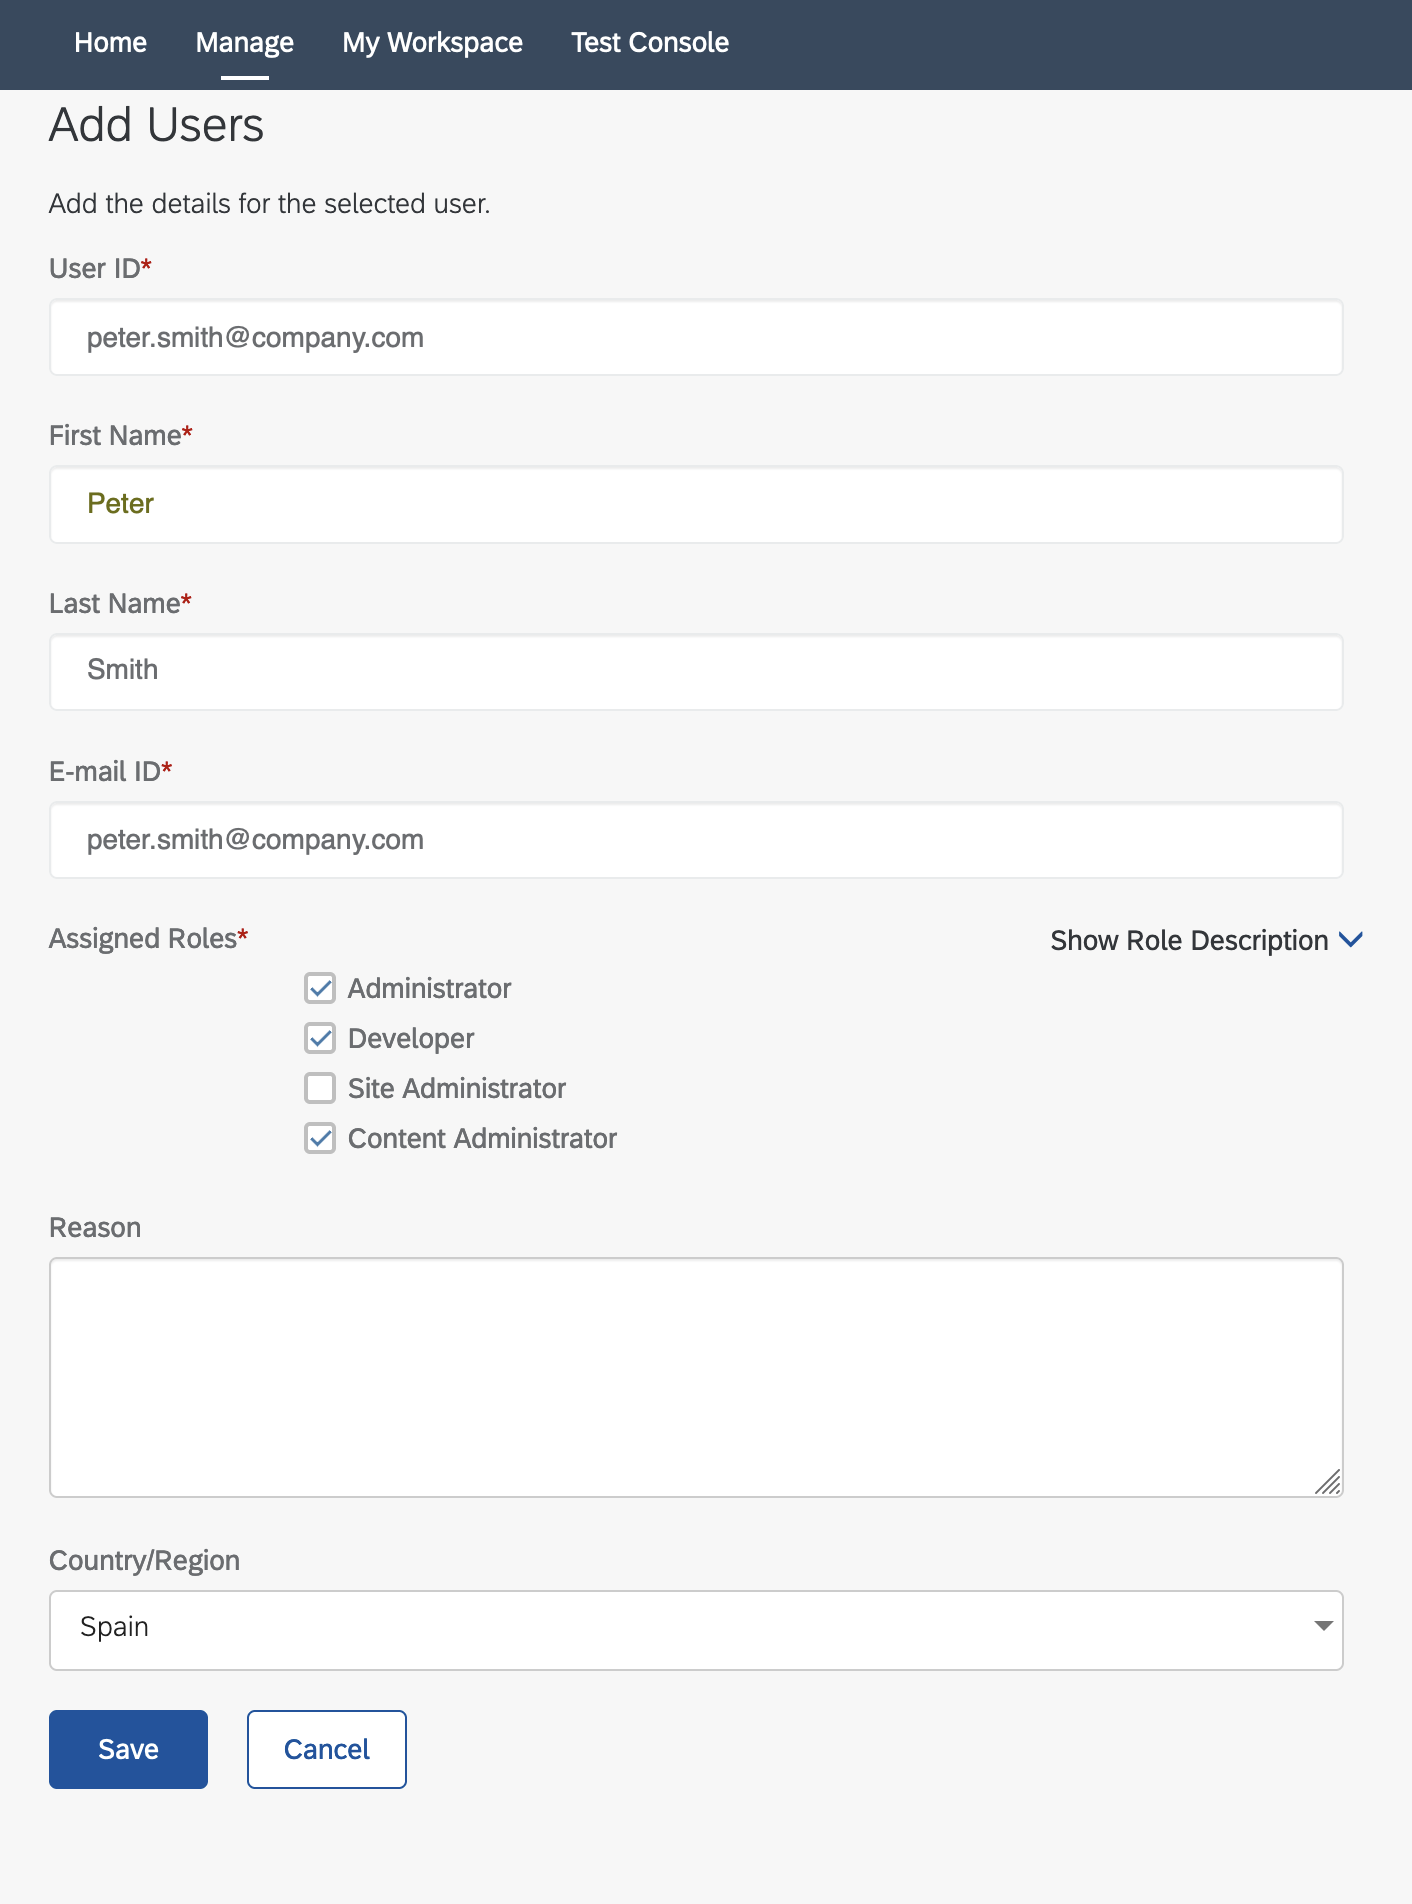 Home Manage My Workspace Test Console
Add Users
Add the details for the selected user.
User ID*
peter.smith@company.com
First Name*
Peter
Last Name*
Smith
E-mail ID*
peter.smith@company.com
Assigned Roles* Show Role Description
Administrator
Developer
Site Administrator
Content Administrator
Reason
Country/Region
Spain
Save Cancel